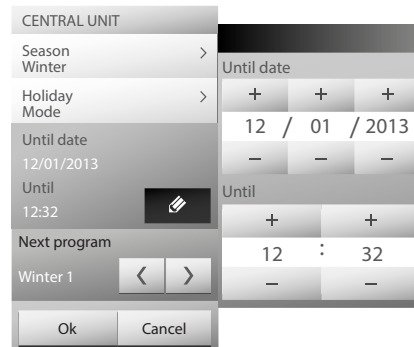 CENTRAL UNIT
Season
Winter
Holiday
Mode
Until date
12/01/2013
Until
12:32
Next program
Winter 1
Ok
Cancel
Until date
+ + +
12 / 01 / 2013
− − −
Until
+ +
12 : 32
− −